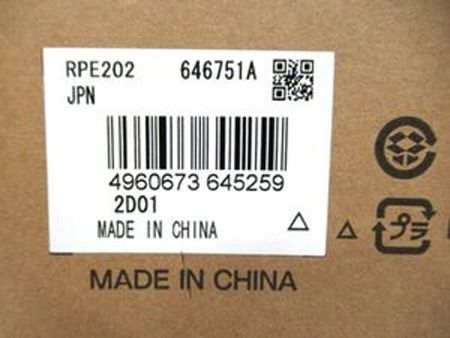 RPE202 646751A
JPN
4960673 645259
2D01
MADE IN CHINA
プラ
MADE IN CHINA